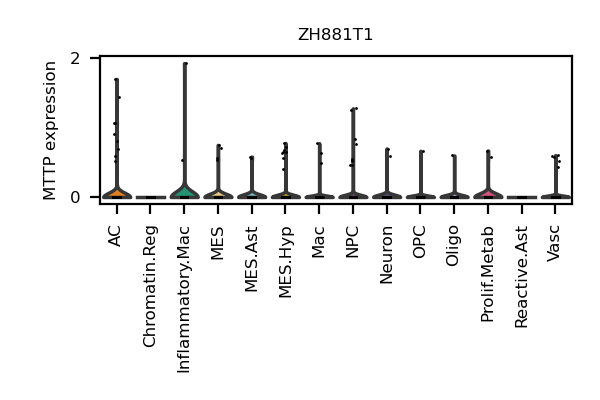 ZH881T1
MTTP expression
2
0
AC
Chromatin.Reg
Inflammatory.Mac
MES
MES.Ast
MES.Hyp
Mac
NPC
Neuron
OPC
Oligo
Prolif.Metab
Reactive.Ast
Vasc